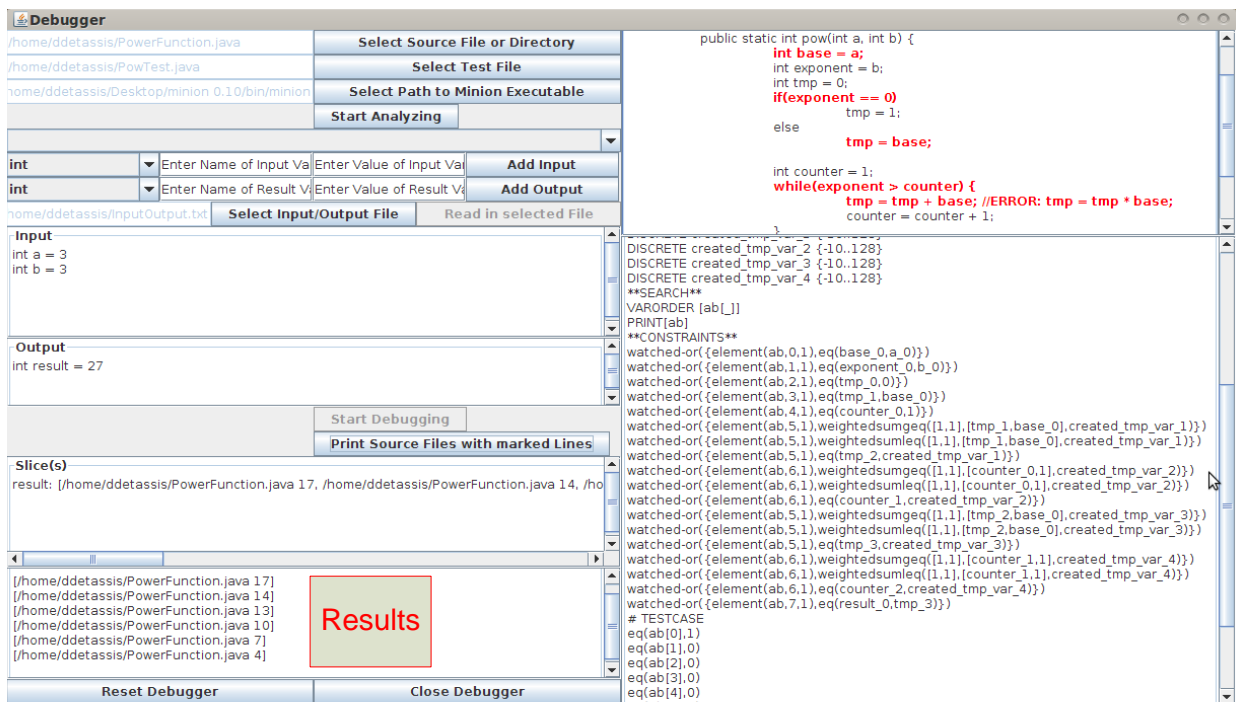 Debugger
/home/ddetassis/PowerFunction.java
Select Source File or Directory
/home/ddetassis/PowTest.java
Select Test File
home/ddetassis/Desktop/minion 0.10/bin/minion
Select Path to Minion Executable
Start Analyzing
int
Enter Name of Input Va
Enter Value of Input Var
Add Input
int
Enter Name of Result Va
Enter Value of Result Va
Add Output
home/ddetassis/InputOutput.txt
Select Input/Output File
Read in selected File
Input
int a = 3
int b = 3
Output
int result = 27
Start Debugging
Print Source Files with marked Lines
Slice(s)
result: [/home/ddetassis/PowerFunction.java 17, /home/ddetassis/PowerFunction.java 14, /ho
[/home/ddetassis/PowerFunction.java 17]
[/home/ddetassis/PowerFunction.java 14]
[/home/ddetassis/PowerFunction.java 13]
[/home/ddetassis/PowerFunction.java 10]
[/home/ddetassis/PowerFunction.java 7]
[/home/ddetassis/PowerFunction.java 4]
Results
Reset Debugger
Close Debugger
public static int pow(int a, int b) {
int base = a;
int exponent = b;
int tmp = 0;
if(exponent == 0)
tmp = 1;
else
tmp = base;
int counter = 1;
while(exponent > counter) {
tmp = tmp + base; //ERROR: tmp = tmp * base;
counter = counter + 1;
}
DISCRETE created_tmp_var_2 {-10..128}
DISCRETE created_tmp_var_3 {-10..128}
DISCRETE created_tmp_var_4 {-10..128}
**SEARCH**
VARORDER [ab[_]]
PRINT[ab]
**CONSTRAINTS**
watched-or({element(ab,0,1),eq(base_0,a_0)})
watched-or({element(ab,1,1),eq(exponent_0,b_0)})
watched-or({element(ab,2,1),eq(tmp_0,0)})
watched-or({element(ab,3,1),eq(tmp_1,base_0)})
watched-or({element(ab,4,1),eq(counter_0,1)})
watched-or({element(ab,5,1),weightedsumgeq([1,1],[tmp_1,base_0],created_tmp_var_1)})
watched-or({element(ab,5,1),weightedsumleq([1,1],[tmp_1,base_0],created_tmp_var_1)})
watched-or({element(ab,5,1),eq(tmp_2,created_tmp_var_1)})
watched-or({element(ab,6,1),weightedsumgeq([1,1],[counter_0,1],created_tmp_var_2)})
watched-or({element(ab,6,1),weightedsumleq([1,1],[counter_0,1],created_tmp_var_2)})
watched-or({element(ab,6,1),eq(counter_1,created_tmp_var_2)})
watched-or({element(ab,5,1),weightedsumgeq([1,1],[tmp_2,base_0],created_tmp_var_3)})
watched-or({element(ab,5,1),weightedsumleq([1,1],[tmp_2,base_0],created_tmp_var_3)})
watched-or({element(ab,5,1),eq(tmp_3,created_tmp_var_3)})
watched-or({element(ab,6,1),weightedsumgeq([1,1],[counter_1,1],created_tmp_var_4)})
watched-or({element(ab,6,1),weightedsumleq([1,1],[counter_1,1],created_tmp_var_4)})
watched-or({element(ab,6,1),eq(counter_2,created_tmp_var_4)})
watched-or({element(ab,7,1),eq(result_0,tmp_3)})
# TESTCASE
eq(ab[0],1)
eq(ab[1],0)
eq(ab[2],0)
eq(ab[3],0)
eq(ab[4],0)